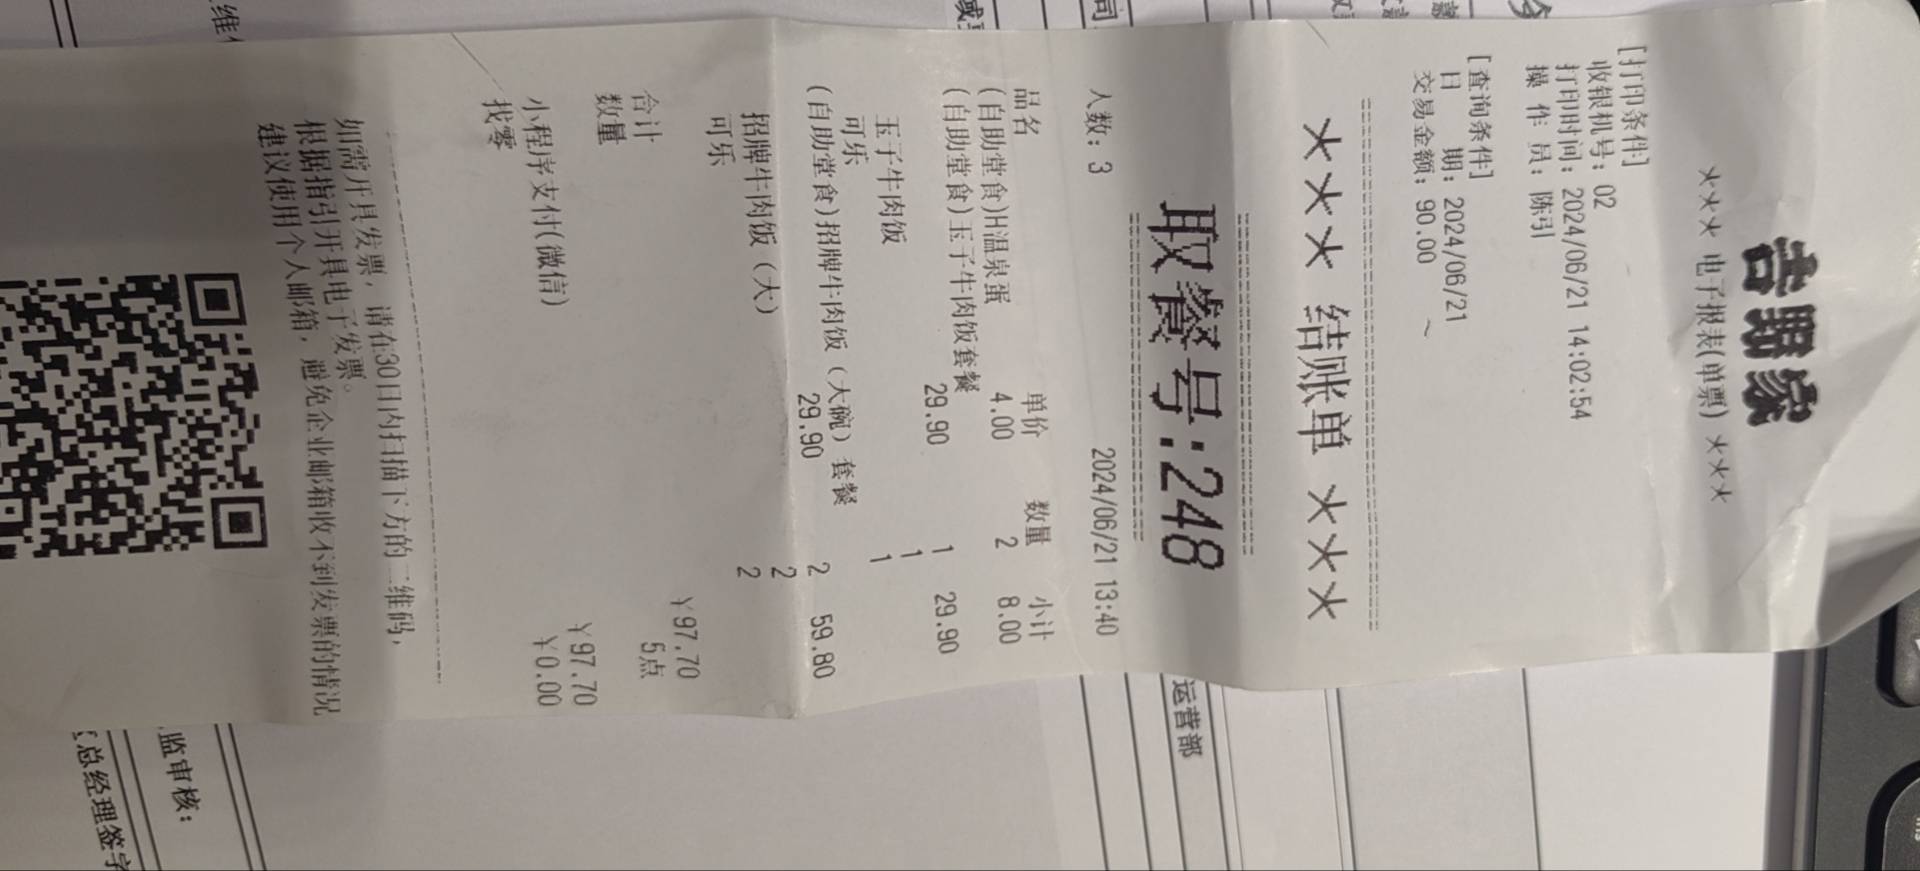 吉野家
*** 电子报表(单票) ***
[打印条件]
收银机号: 02
打印时间: 2024/06/21 14:02:54
操 作 员: 陈引
[查询条件]
日 期: 2024/06/21 ~
交易金额: 90.00
*** 结账单 ***
取餐号:248
人数: 3 2024/06/21 13:40
品名 单价 数量 小计
(自助堂食)H温泉蛋
4.00 2 8.00
(自助堂食)玉子牛肉饭套餐
29.90 1 29.90
玉子牛肉饭 1
可乐 1
(自助堂食)招牌牛肉饭(大碗)套餐
29.90 2 59.80
招牌牛肉饭(大) 2
可乐 2
合计 ¥97.70
数量 5点
小程序支付(微信) ¥97.70
找零 ¥0.00
如需开具发票, 请在30日内扫描下方的二维码,
根据指引开具电子发票。
建议使用个人邮箱, 避免企业邮箱收不到发票的情况
运营部
监审核:
总经理签字